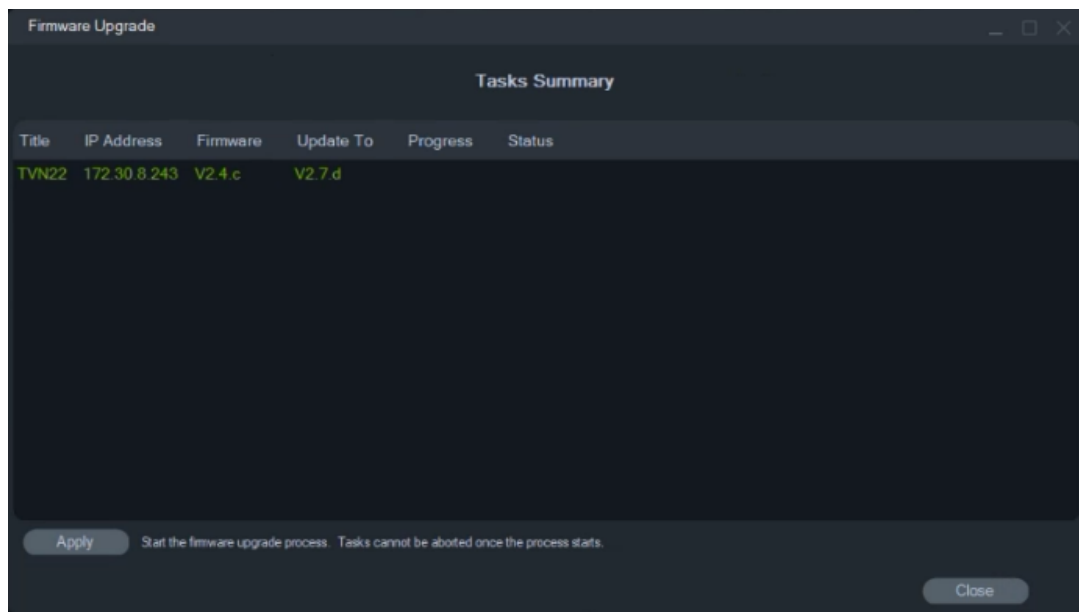 Firmware Upgrade
Tasks Summary
Title IP Address Firmware Update To Progress Status
TVN22 172.30.8.243 V2.4.c V2.7.d
Apply Start the firmware upgrade process. Tasks cannot be aborted once the process starts.
Close